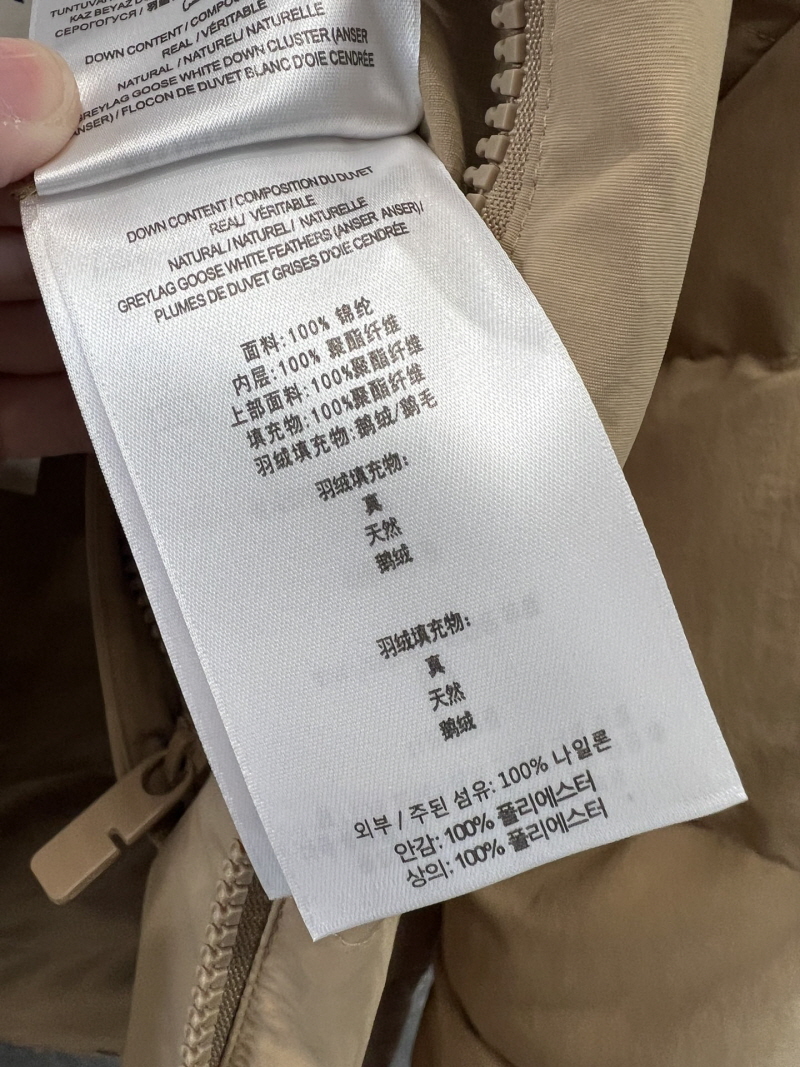 KAZ BEYAZ
СЕРОГОГУСЯ /
DOWN CONTENT / COMPOS
REAL / VÉRITABLE
NATURAL / NATUREL/ NATURELLE
GREYLAG GOOSE WHITE DOWN CLUSTER (ANSER
ANSER) / FLOCON DE DUVET BLANC D'OIE CENDRÉE
DOWN CONTENT / COMPOSITION DU DUVET
REAL/ VÉRITABLE
NATURAL / NATUREL / NATURELLE
GREYLAG GOOSE WHITE FEATHERS (ANSER ANSER)/
PLUMES DE DUVET GRISES D'OIE CENDRÉE
面料:100% 锦纶
内层:100% 聚酯纤维
上部面料:100%聚酯纤维
填充物:100%聚酯纤维
羽绒填充物:鹅绒/鹅毛
羽绒填充物:
真
天然
鹅绒
羽绒填充物:
真
天然
鹅绒
외부 / 주된 섬유: 100% 나일론
안감: 100% 폴리에스터
상의: 100% 폴리에스터